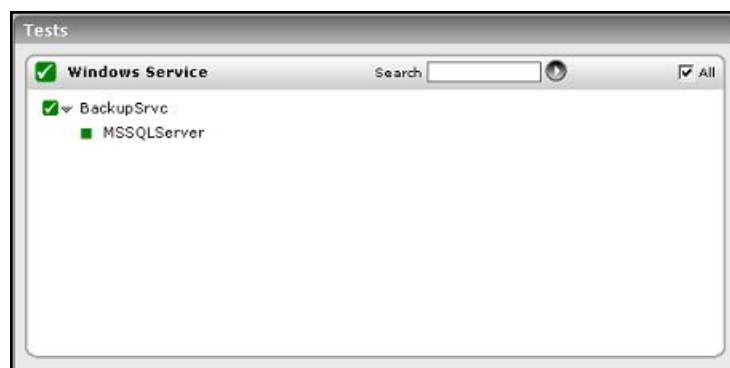 Tests
Windows Service Search All
BackupSrvc
MSSQLServer